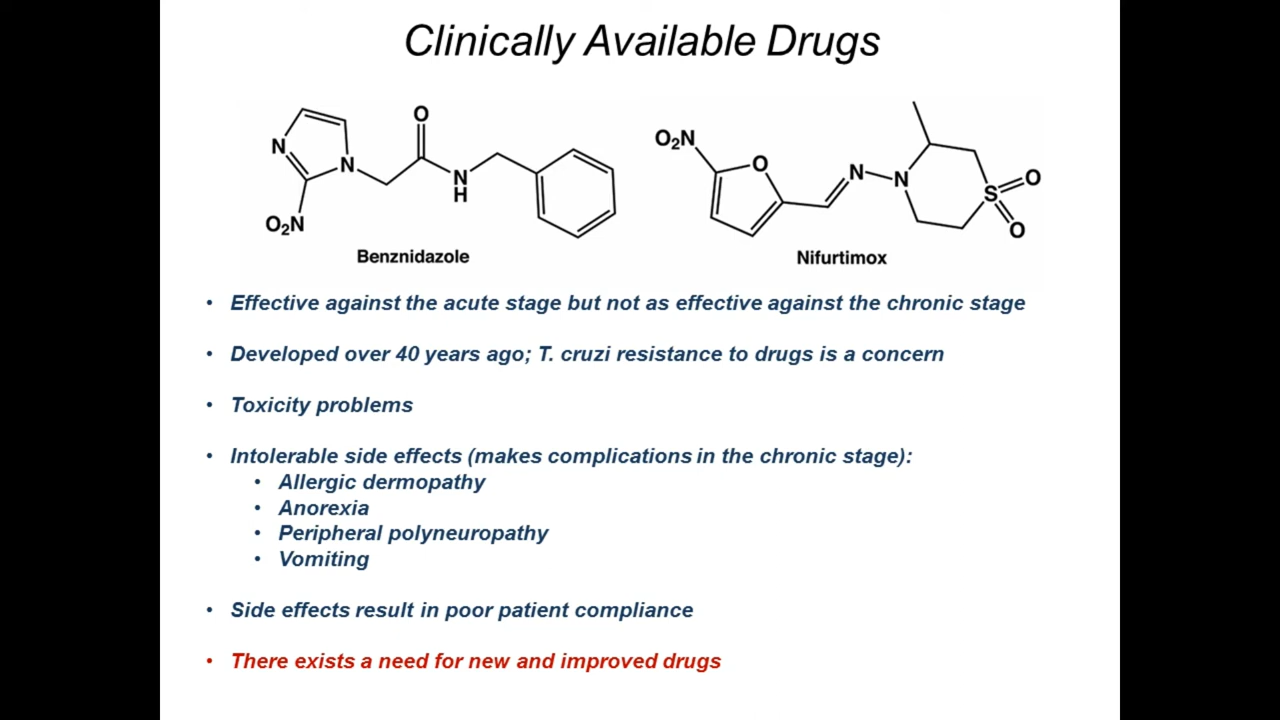 Clinically Available Drugs
O
N
N
N
H
O₂N
Benznidazole
O₂N
O
N
N
S
O
O
Nifurtimox
• Effective against the acute stage but not as effective against the chronic stage
• Developed over 40 years ago; T. cruzi resistance to drugs is a concern
• Toxicity problems
• Intolerable side effects (makes complications in the chronic stage):
• Allergic dermopathy
• Anorexia
• Peripheral polyneuropathy
• Vomiting
• Side effects result in poor patient compliance
• There exists a need for new and improved drugs